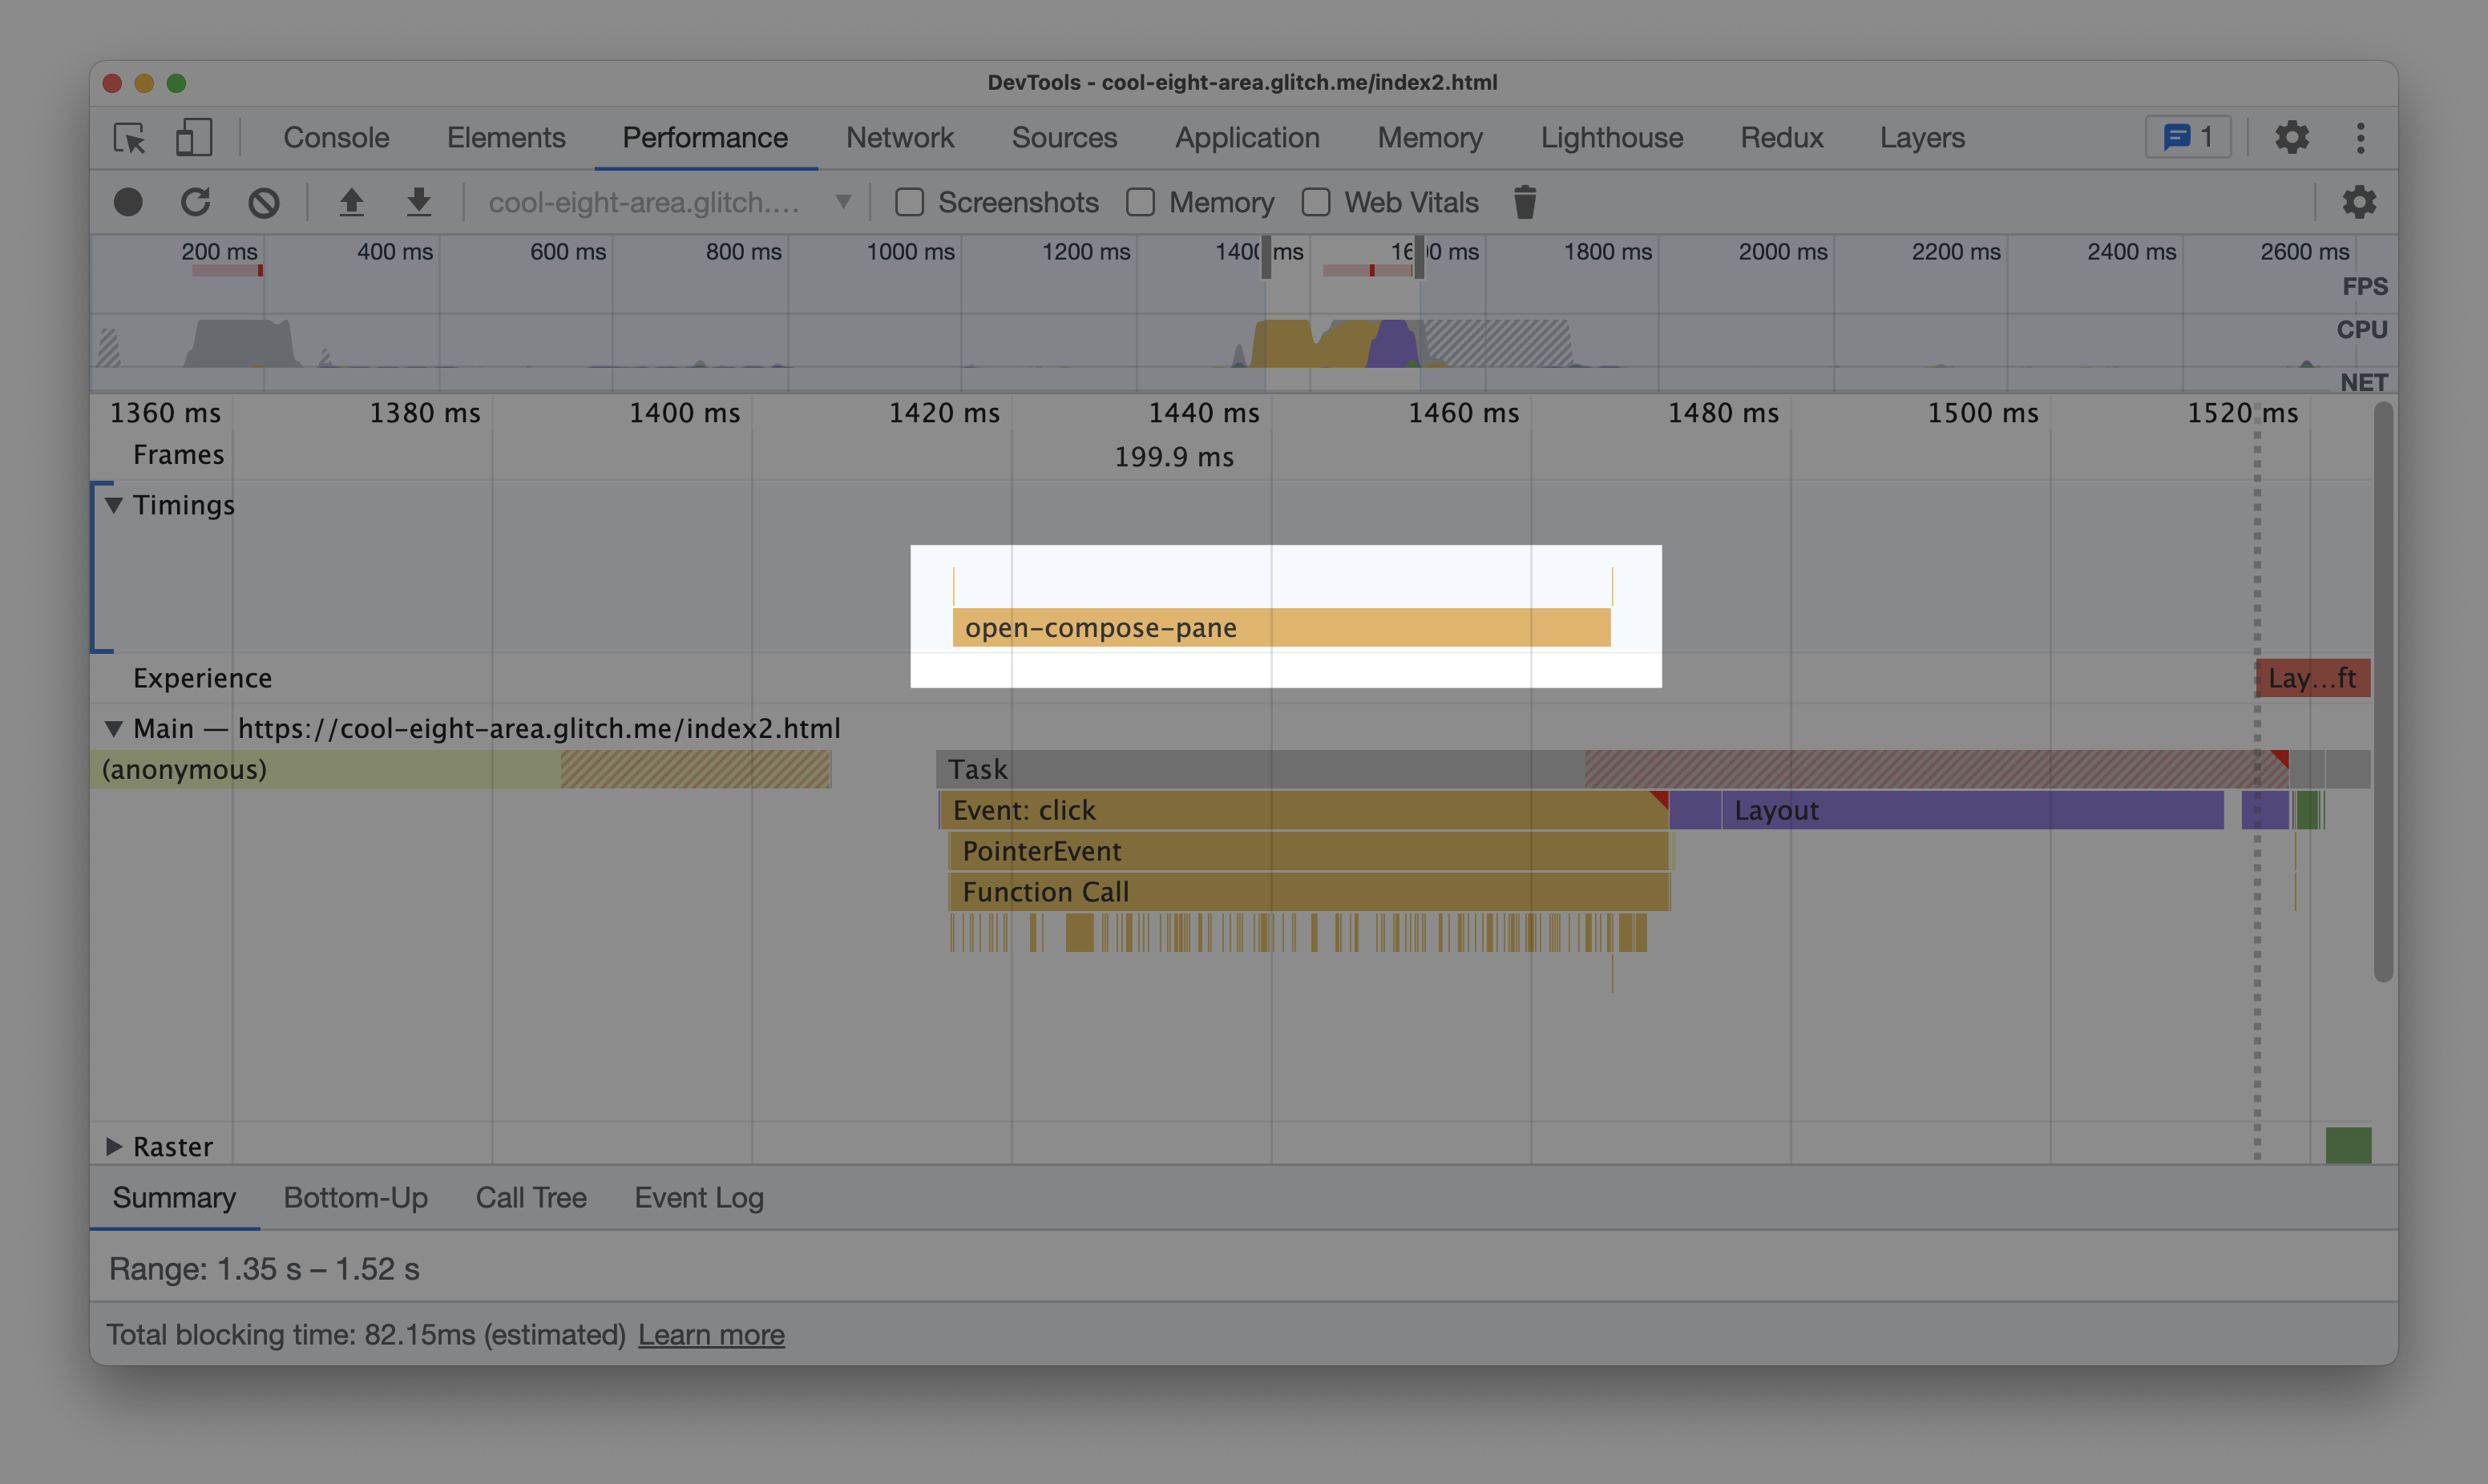 DevTools - cool-eight-area.glitch.me/index2.html
Console Elements Performance Network Sources Application Memory Lighthouse Redux Layers 1
cool-eight-area.glitch.... Screenshots Memory Web Vitals
200 ms 400 ms 600 ms 800 ms 1000 ms 1200 ms 1400 ms 1600 ms 1800 ms 2000 ms 2200 ms 2400 ms 2600 ms
FPS
CPU
NET
1360 ms 1380 ms 1400 ms 1420 ms 1440 ms 1460 ms 1480 ms 1500 ms 1520 ms
Frames 199.9 ms
Timings
open-compose-pane
Experience Lay...ft
Main — https://cool-eight-area.glitch.me/index2.html
(anonymous) Task
Event: click Layout
PointerEvent
Function Call
Raster
Summary Bottom-Up Call Tree Event Log
Range: 1.35 s – 1.52 s
Total blocking time: 82.15ms (estimated) Learn more